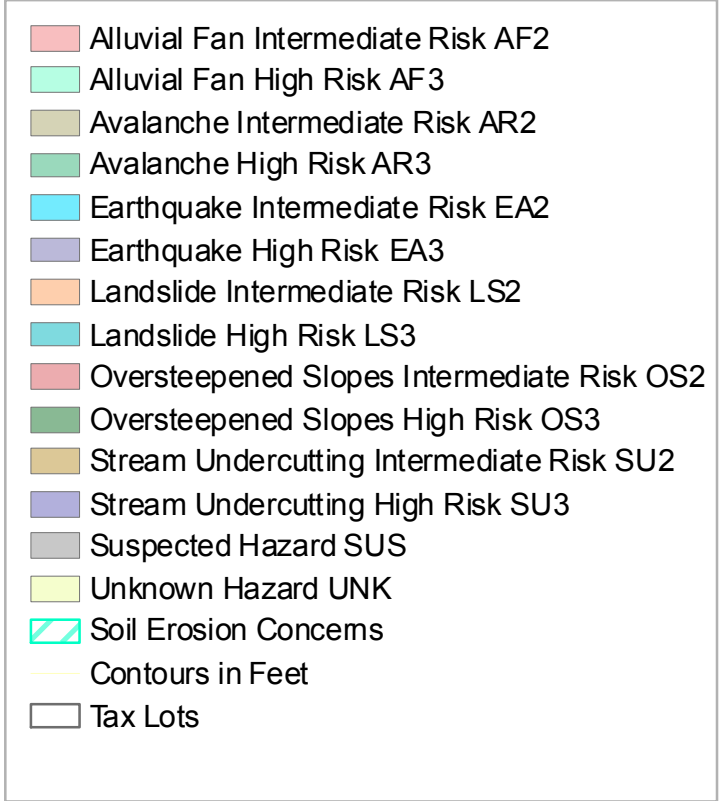 Alluvial Fan Intermediate Risk AF2
Alluvial Fan High Risk AF3
Avalanche Intermediate Risk AR2
Avalanche High Risk AR3
Earthquake Intermediate Risk EA2
Earthquake High Risk EA3
Landslide Intermediate Risk LS2
Landslide High Risk LS3
Oversteepened Slopes Intermediate Risk OS2
Oversteepened Slopes High Risk OS3
Stream Undercutting Intermediate Risk SU2
Stream Undercutting High Risk SU3
Suspected Hazard SUS
Unknown Hazard UNK
Soil Erosion Concerns
Contours in Feet
Tax Lots